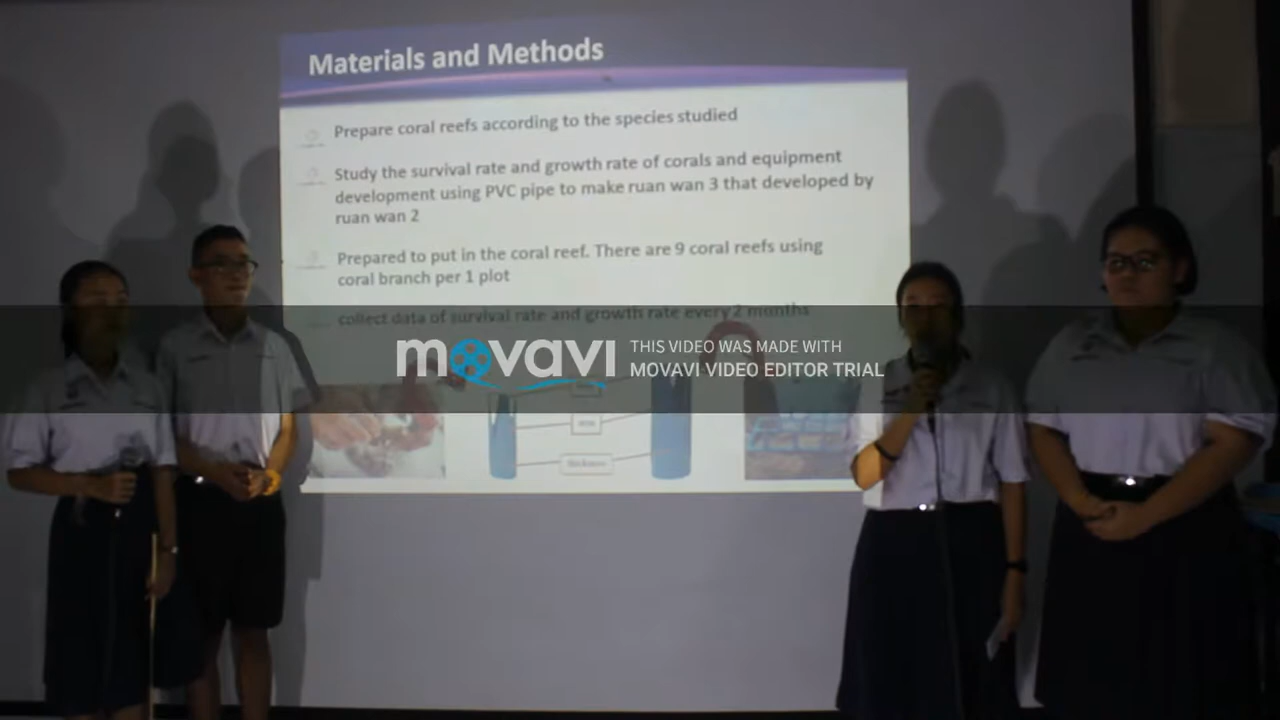 Materials and Methods
Prepare coral reefs according to the species studied
Study the survival rate and growth rate of corals and equipment
development using PVC pipe to make ruan wan 3 that developed by
ruan wan 2
Prepared to put in the coral reef. There are 9 coral reefs using
coral branch per 1 plot
collect data of survival rate and growth rate every 2 months
movavi
THIS VIDEO WAS MADE WITH
MOVAVI VIDEO EDITOR TRIAL